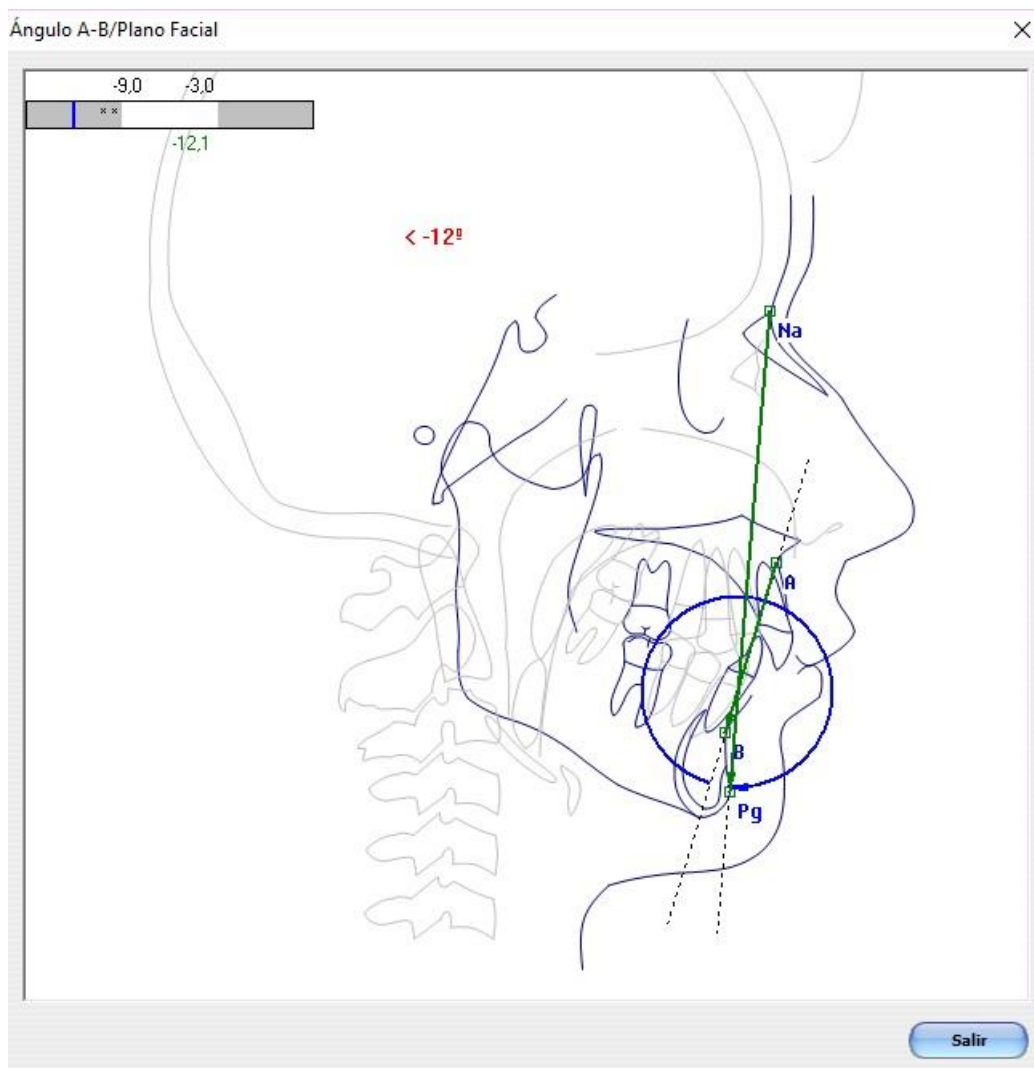 Ángulo A-B/Plano Facial
-9,0 -3,0
* *
-12,1
< -12º
Na
A
B
Pg
Salir